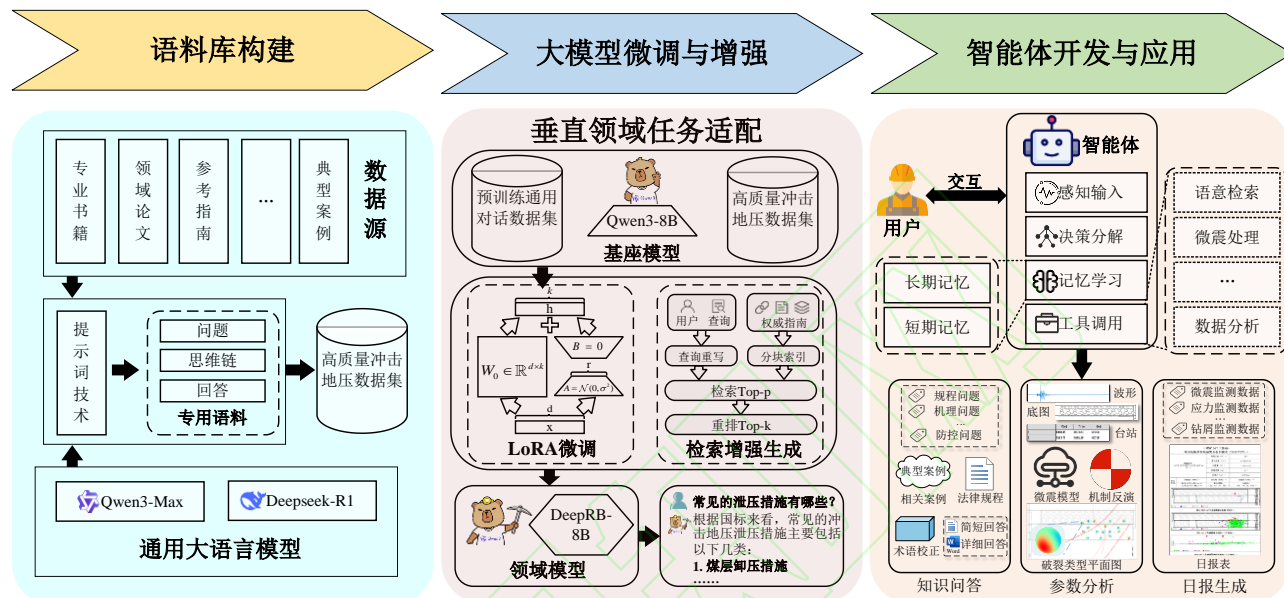 语料库构建
大模型微调与增强
智能体开发与应用
专业书籍
领域论文
参考指南
...
典型案例
数据源
提示词技术
问题
思维链
回答
专用语料
高质量冲击
地压数据集
Qwen3-Max
Deepseek-R1
通用大语言模型
垂直领域任务适配
预训练通用
对话数据集
Qwen3-8B
高质量冲击
地压数据集
基座模型
k
h
B = 0
r
W₀ ∈ ℝ^{d×k}
A = 𝒩(0,σ²)
d
x
LoRA微调
用户 查询
权威指南
查询重写
分块索引
检索Top-p
重排Top-k
检索增强生成
DeepRB-
8B
领域模型
常见的泄压措施有哪些？
根据国标来看，常见的冲
击地压泄压措施主要包括
以下几类：
1. 煤层卸压措施
……
智能体
交互
用户
感知输入
决策分解
记忆学习
工具调用
长期记忆
短期记忆
语意检索
微震处理
...
数据分析
规程问题
机理问题
...
防控问题
典型案例
相关案例
法律规程
术语校正
简短回答
Word
详细回答
知识问答
波形
底图
台站
微震模型
机制反演
破裂类型平面图
参数分析
微震监测数据
应力监测数据
...
钻屑监测数据
日报表
日报生成